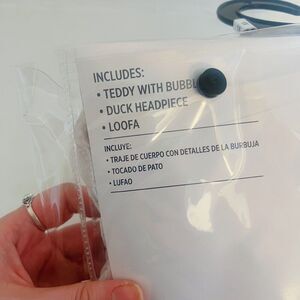 INCLUDES:
• TEDDY WITH BUBBL
• DUCK HEADPIECE
• LOOFA
INCLUYE:
• TRAJE DE CUERPO CON DETALLES DE LA BURBUJA
• TOCADO DE PATO
• LUFAO